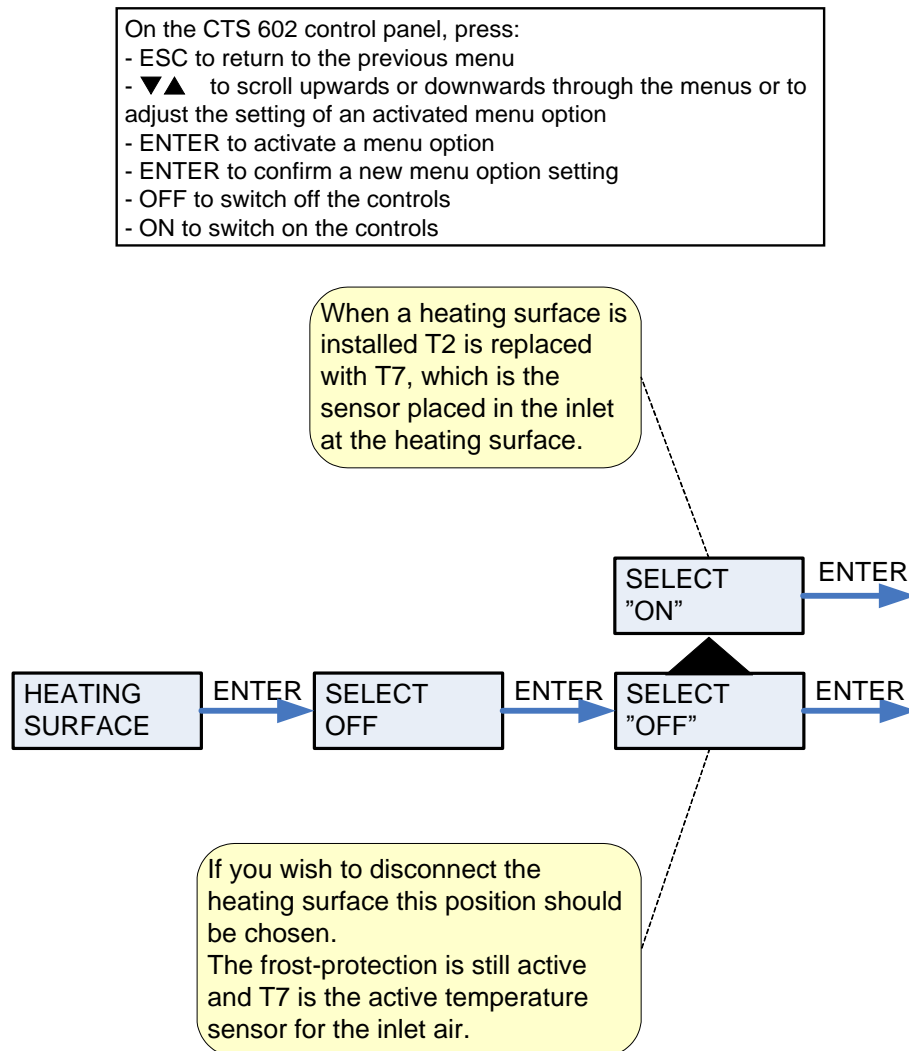 On the CTS 602 control panel, press:
- ESC to return to the previous menu
- ▼▲ to scroll upwards or downwards through the menus or to
adjust the setting of an activated menu option
- ENTER to activate a menu option
- ENTER to confirm a new menu option setting
- OFF to switch off the controls
- ON to switch on the controls
When a heating surface is
installed T2 is replaced
with T7, which is the
sensor placed in the inlet
at the heating surface.
SELECT
”ON”
ENTER
HEATING
SURFACE
ENTER
SELECT
OFF
ENTER
SELECT
”OFF”
ENTER
If you wish to disconnect the
heating surface this position should
be chosen.
The frost-protection is still active
and T7 is the active temperature
sensor for the inlet air.